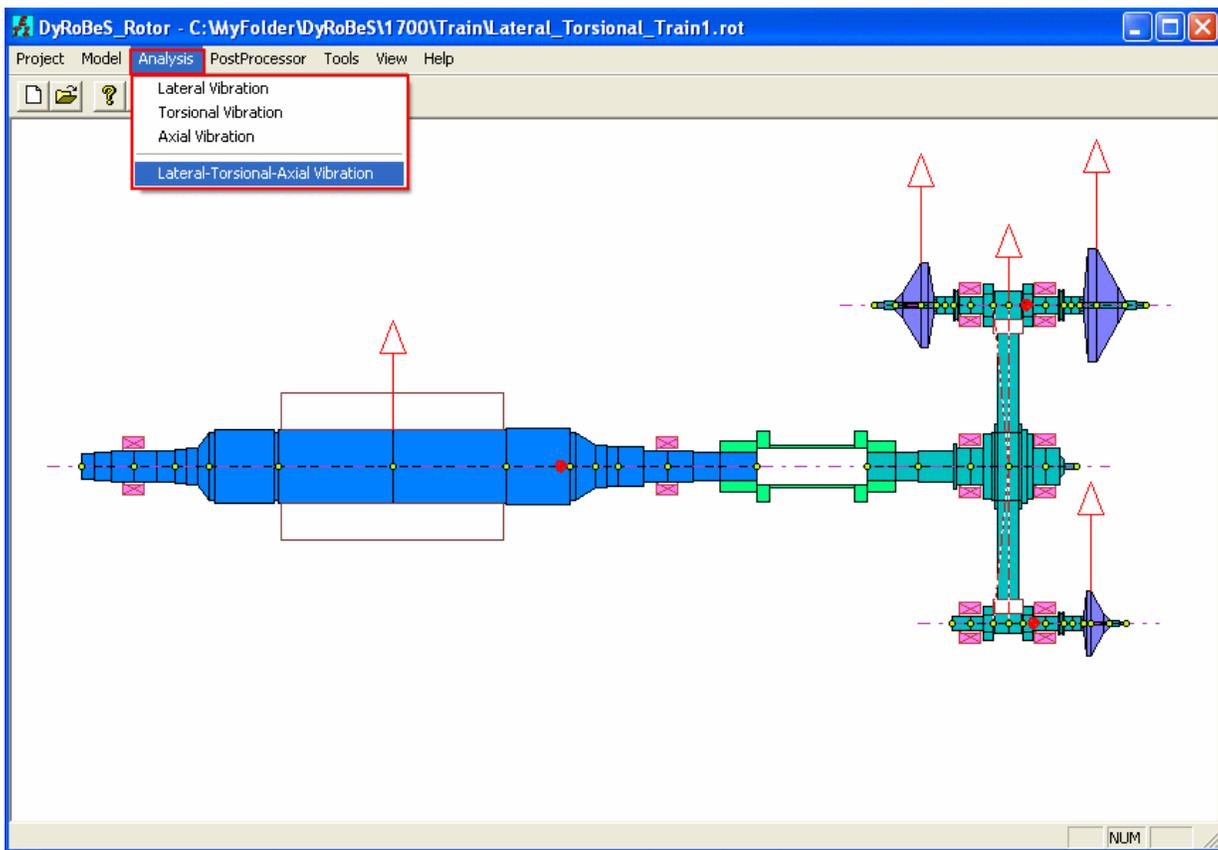 DyRoBeS_Rotor - C:\MyFolder\DyRoBeS\1700\Train\Lateral_Torsional_Train1.rot
Project Model Analysis PostProcessor Tools View Help
Lateral Vibration
Torsional Vibration
Axial Vibration
Lateral-Torsional-Axial Vibration
NUM